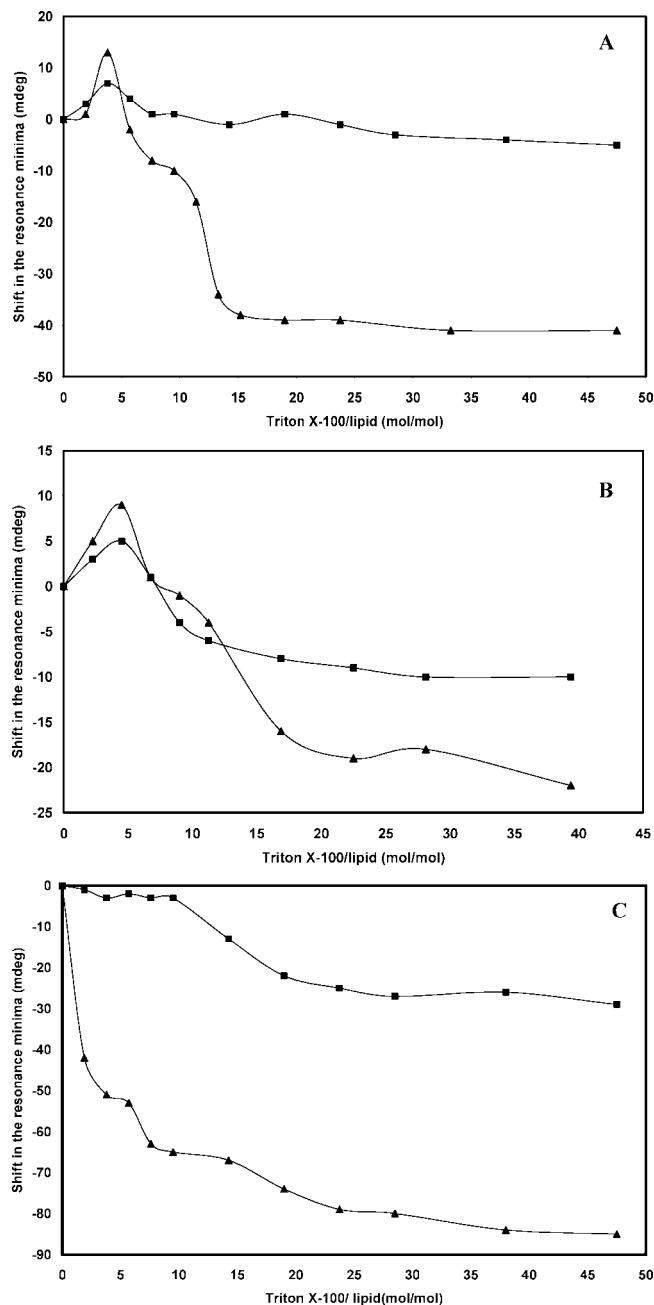 A
20
10
0
-10
-20
-30
-40
-50
0 5 10 15 20 25 30 35 40 45 50
Shift in the resonance minima (mdeg)
Triton X-100/lipid (mol/mol)
B
15
10
5
0
-5
-10
-15
-20
-25
0 5 10 15 20 25 30 35 40 45
Shift in the resonance minima (mdeg)
Triton X-100/lipid (mol/mol)
C
0
-10
-20
-30
-40
-50
-60
-70
-80
-90
0 5 10 15 20 25 30 35 40 45 50
Shift in the resonance minima (mdeg)
Triton X-100/ lipid(mol/mol)